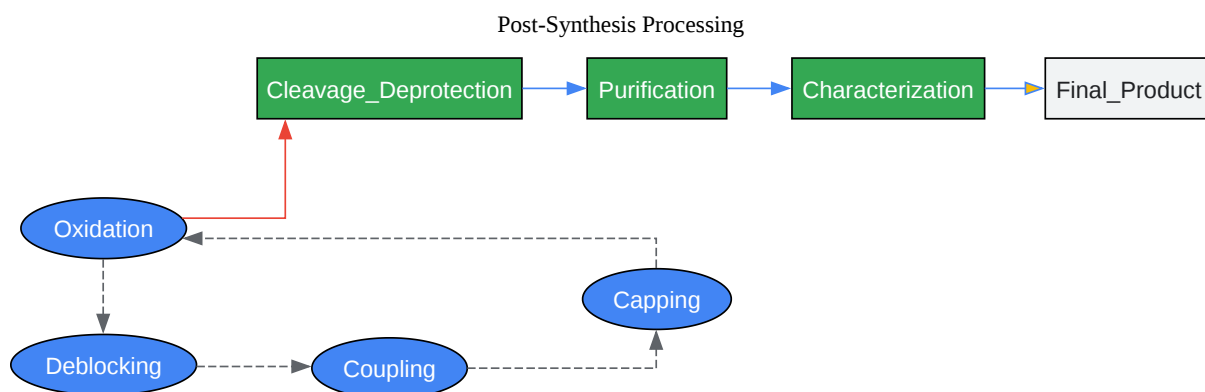 Post-Synthesis Processing
Cleavage_Deprotection
Purification
Characterization
Final_Product
Oxidation
Capping
Deblocking
Coupling